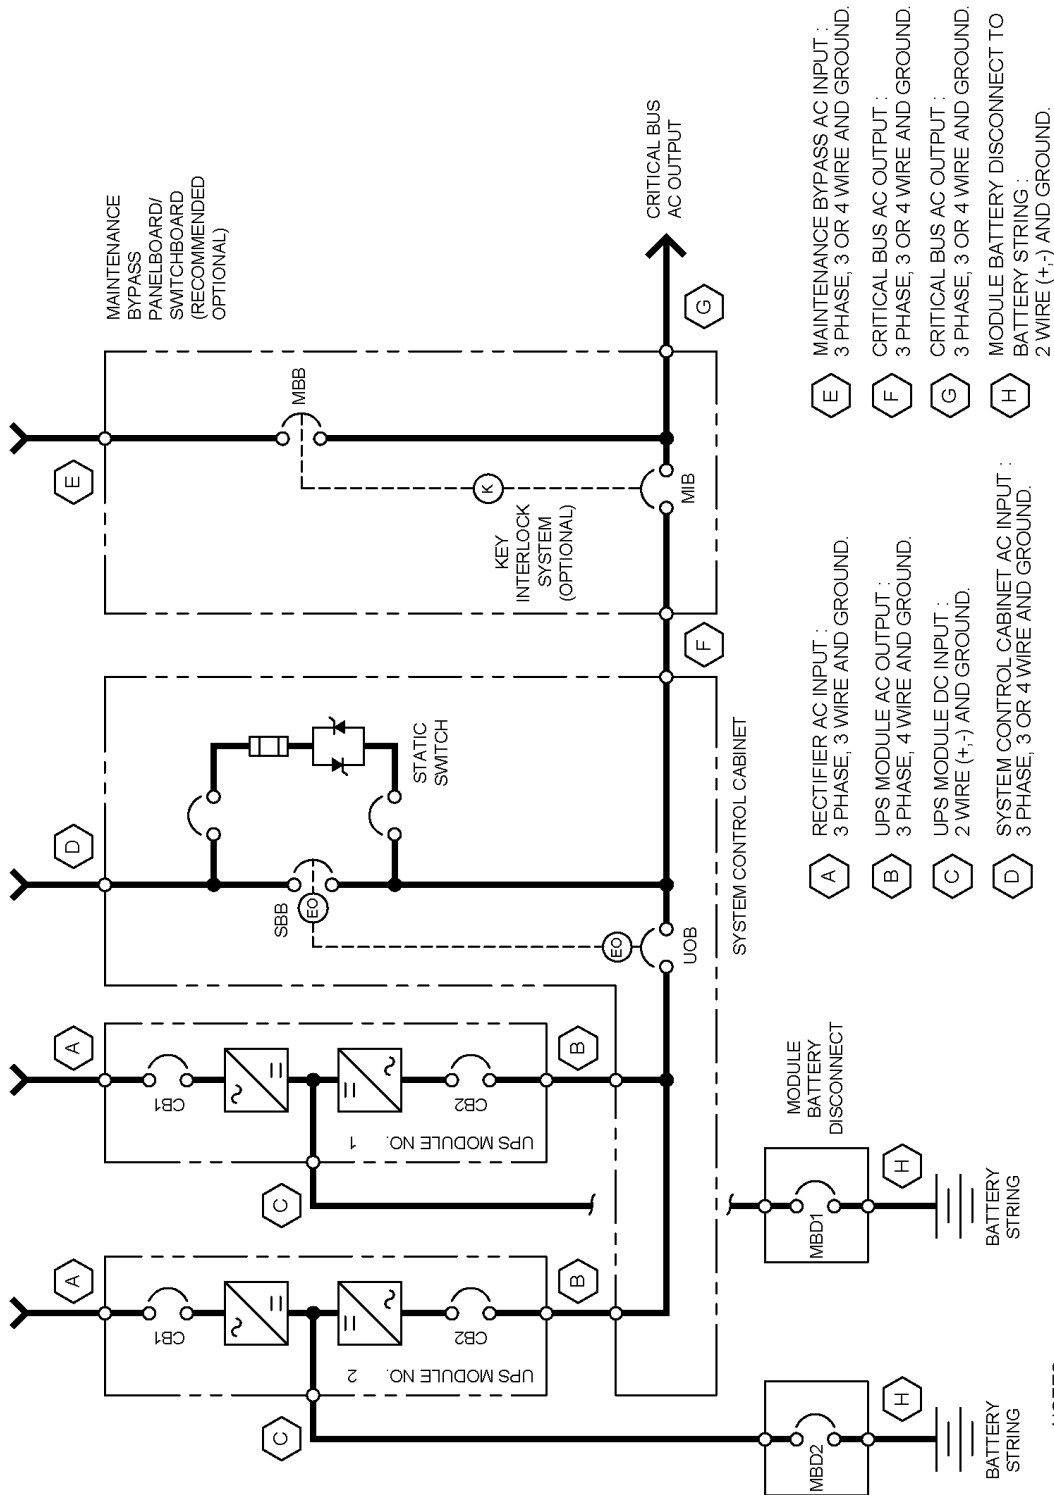 MAINTENANCE
BYPASS
PANELBOARD/
SWITCHBOARD
(RECOMMENDED
OPTIONAL)
A
A
D
E
CB1
CB1
SBB
EO
MBB
STATIC
SWITCH
C
C
UPS MODULE NO. 2
UPS MODULE NO. 1
CB2
CB2
B
B
EO
UOB
KEY
INTERLOCK
SYSTEM
(OPTIONAL)
K
MIB
F
G
CRITICAL BUS
AC OUTPUT
SYSTEM CONTROL CABINET
MODULE
BATTERY
DISCONNECT
MBD2
MBD1
H
H
BATTERY
STRING
BATTERY
STRING
A
RECTIFIER AC INPUT :
3 PHASE, 3 WIRE AND GROUND.
B
UPS MODULE AC OUTPUT :
3 PHASE, 4 WIRE AND GROUND.
C
UPS MODULE DC INPUT :
2 WIRE (+,-) AND GROUND.
D
SYSTEM CONTROL CABINET AC INPUT :
3 PHASE, 3 OR 4 WIRE AND GROUND.
E
MAINTENANCE BYPASS AC INPUT :
3 PHASE, 3 OR 4 WIRE AND GROUND.
F
CRITICAL BUS AC OUTPUT :
3 PHASE, 3 OR 4 WIRE AND GROUND.
G
CRITICAL BUS AC OUTPUT :
3 PHASE, 3 OR 4 WIRE AND GROUND.
H
MODULE BATTERY DISCONNECT TO
BATTERY STRING :
2 WIRE (+,-) AND GROUND.